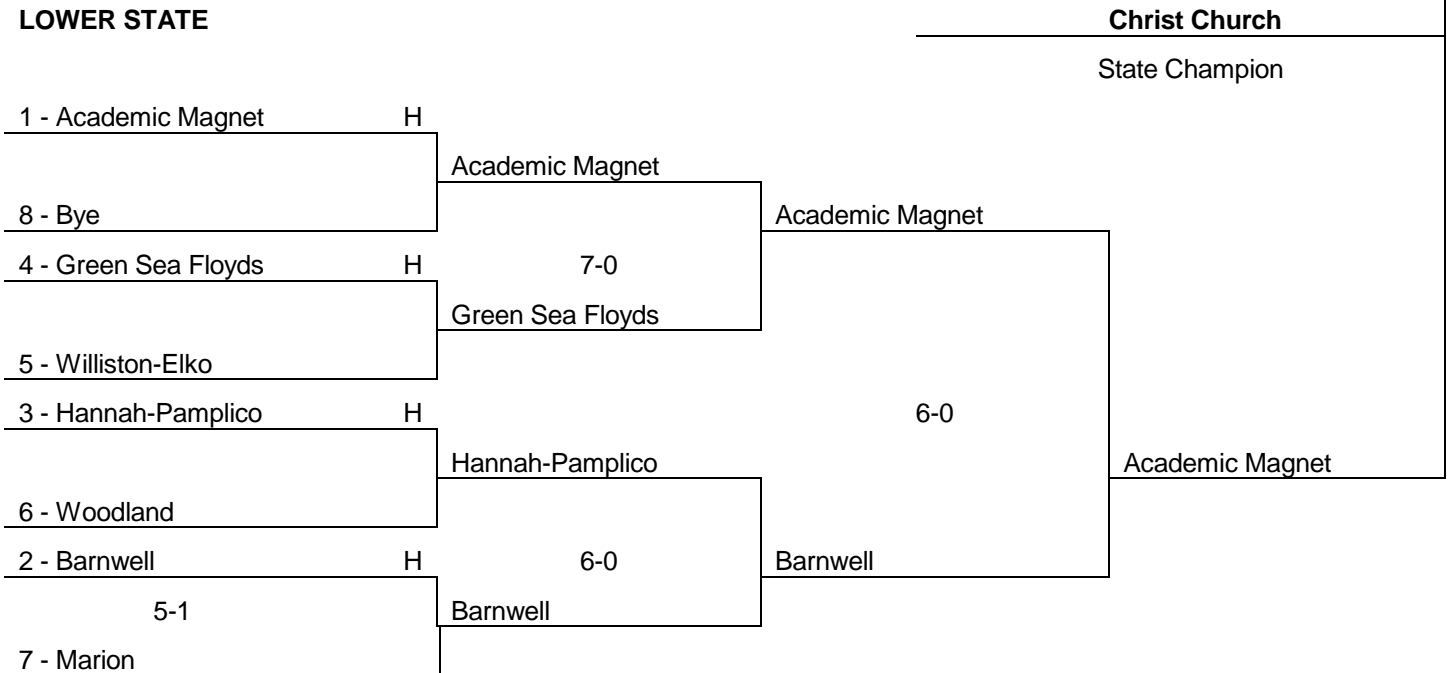 LOWER STATE Christ Church
State Champion
1 - Academic Magnet H
Academic Magnet
8 - Bye Academic Magnet
4 - Green Sea Floyds H 7-0
Green Sea Floyds
5 - Williston-Elko
3 - Hannah-Pamplico H 6-0
Hannah-Pamplico Academic Magnet
6 - Woodland
2 - Barnwell H 6-0 Barnwell
5-1 Barnwell
7 - Marion